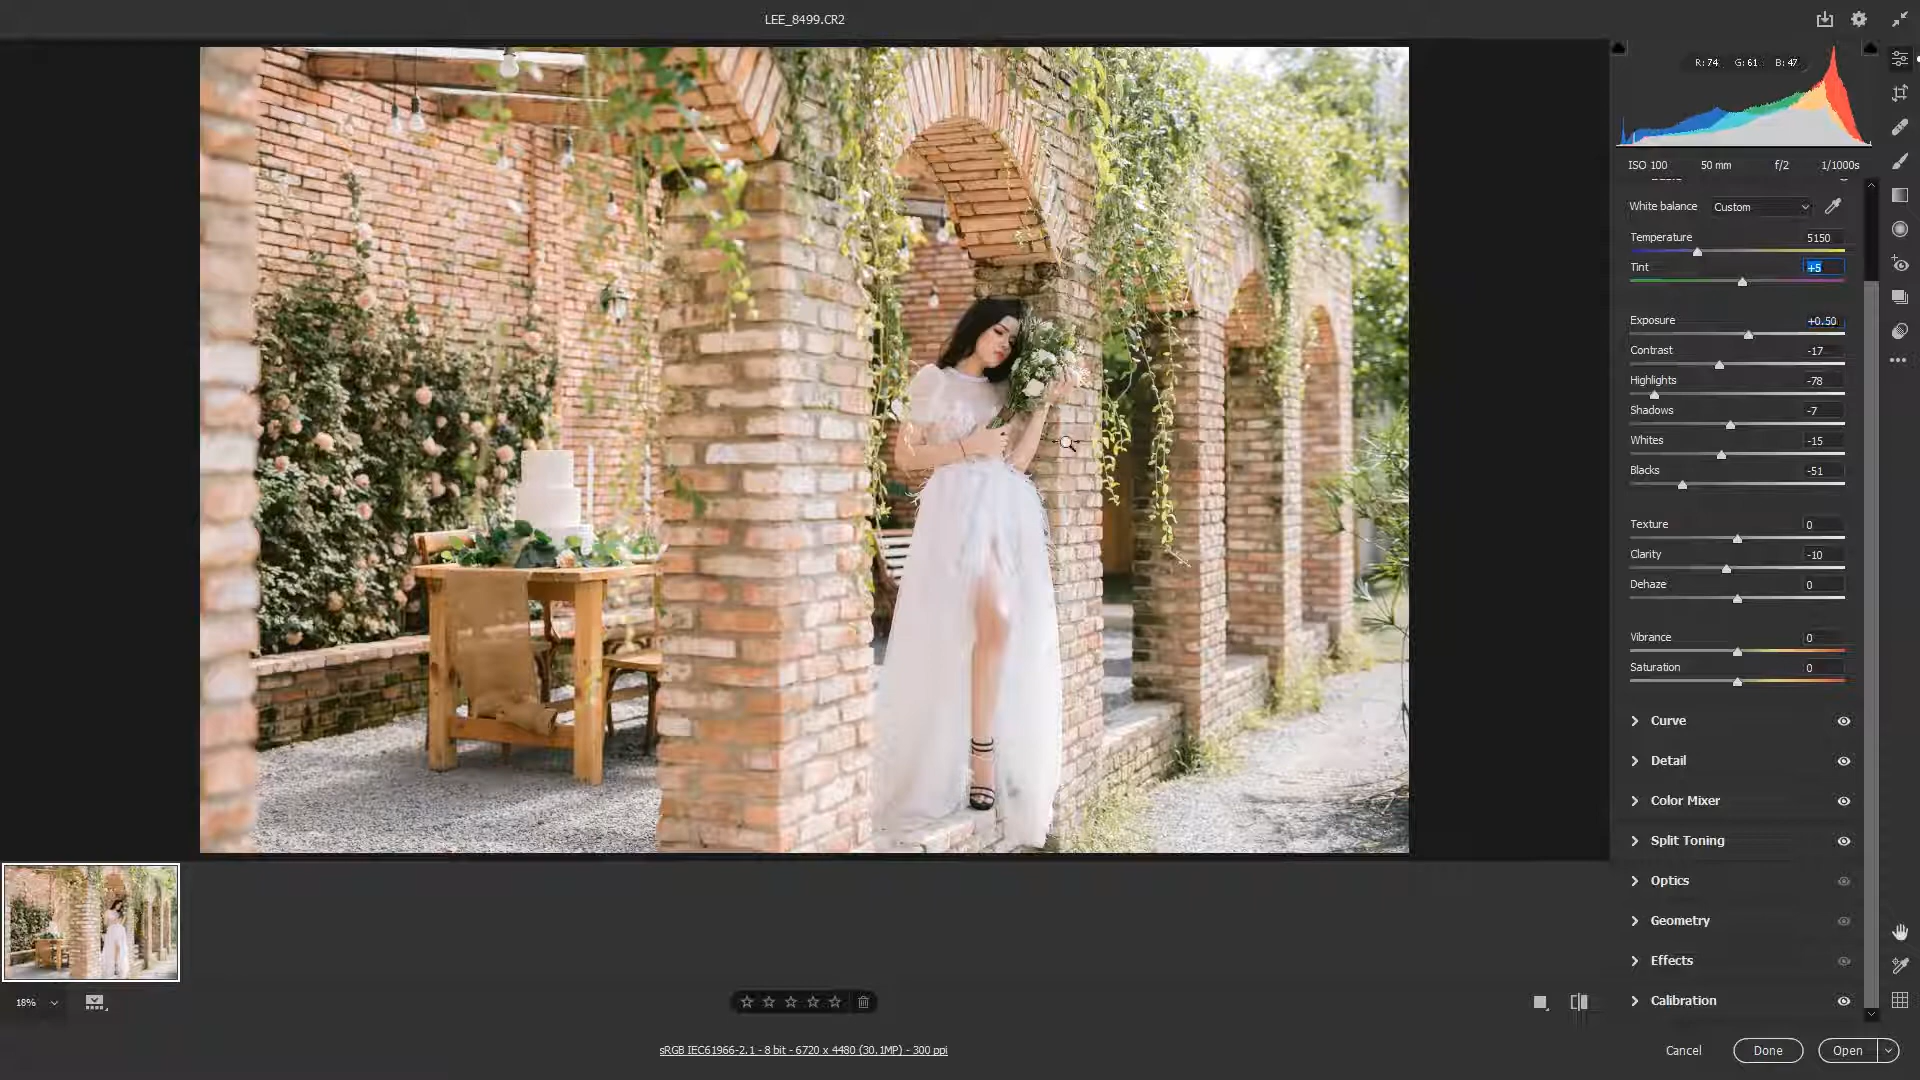 LEE_8499.CR2
R: 74 G: 61 B: 47
ISO 100 50 mm f/2 1/1000s
White balance Custom
Temperature 5150
Tint +5
Exposure +0.50
Contrast -17
Highlights -78
Shadows -7
Whites -15
Blacks -51
Texture 0
Clarity -10
Dehaze 0
Vibrance 0
Saturation 0
Curve
Detail
Color Mixer
Split Toning
Optics
Geometry
Effects
Calibration
18%
sRGB IEC61966-2.1 - 8 bit - 6720 x 4480 (30.1MP) - 300 ppi
Cancel Done Open